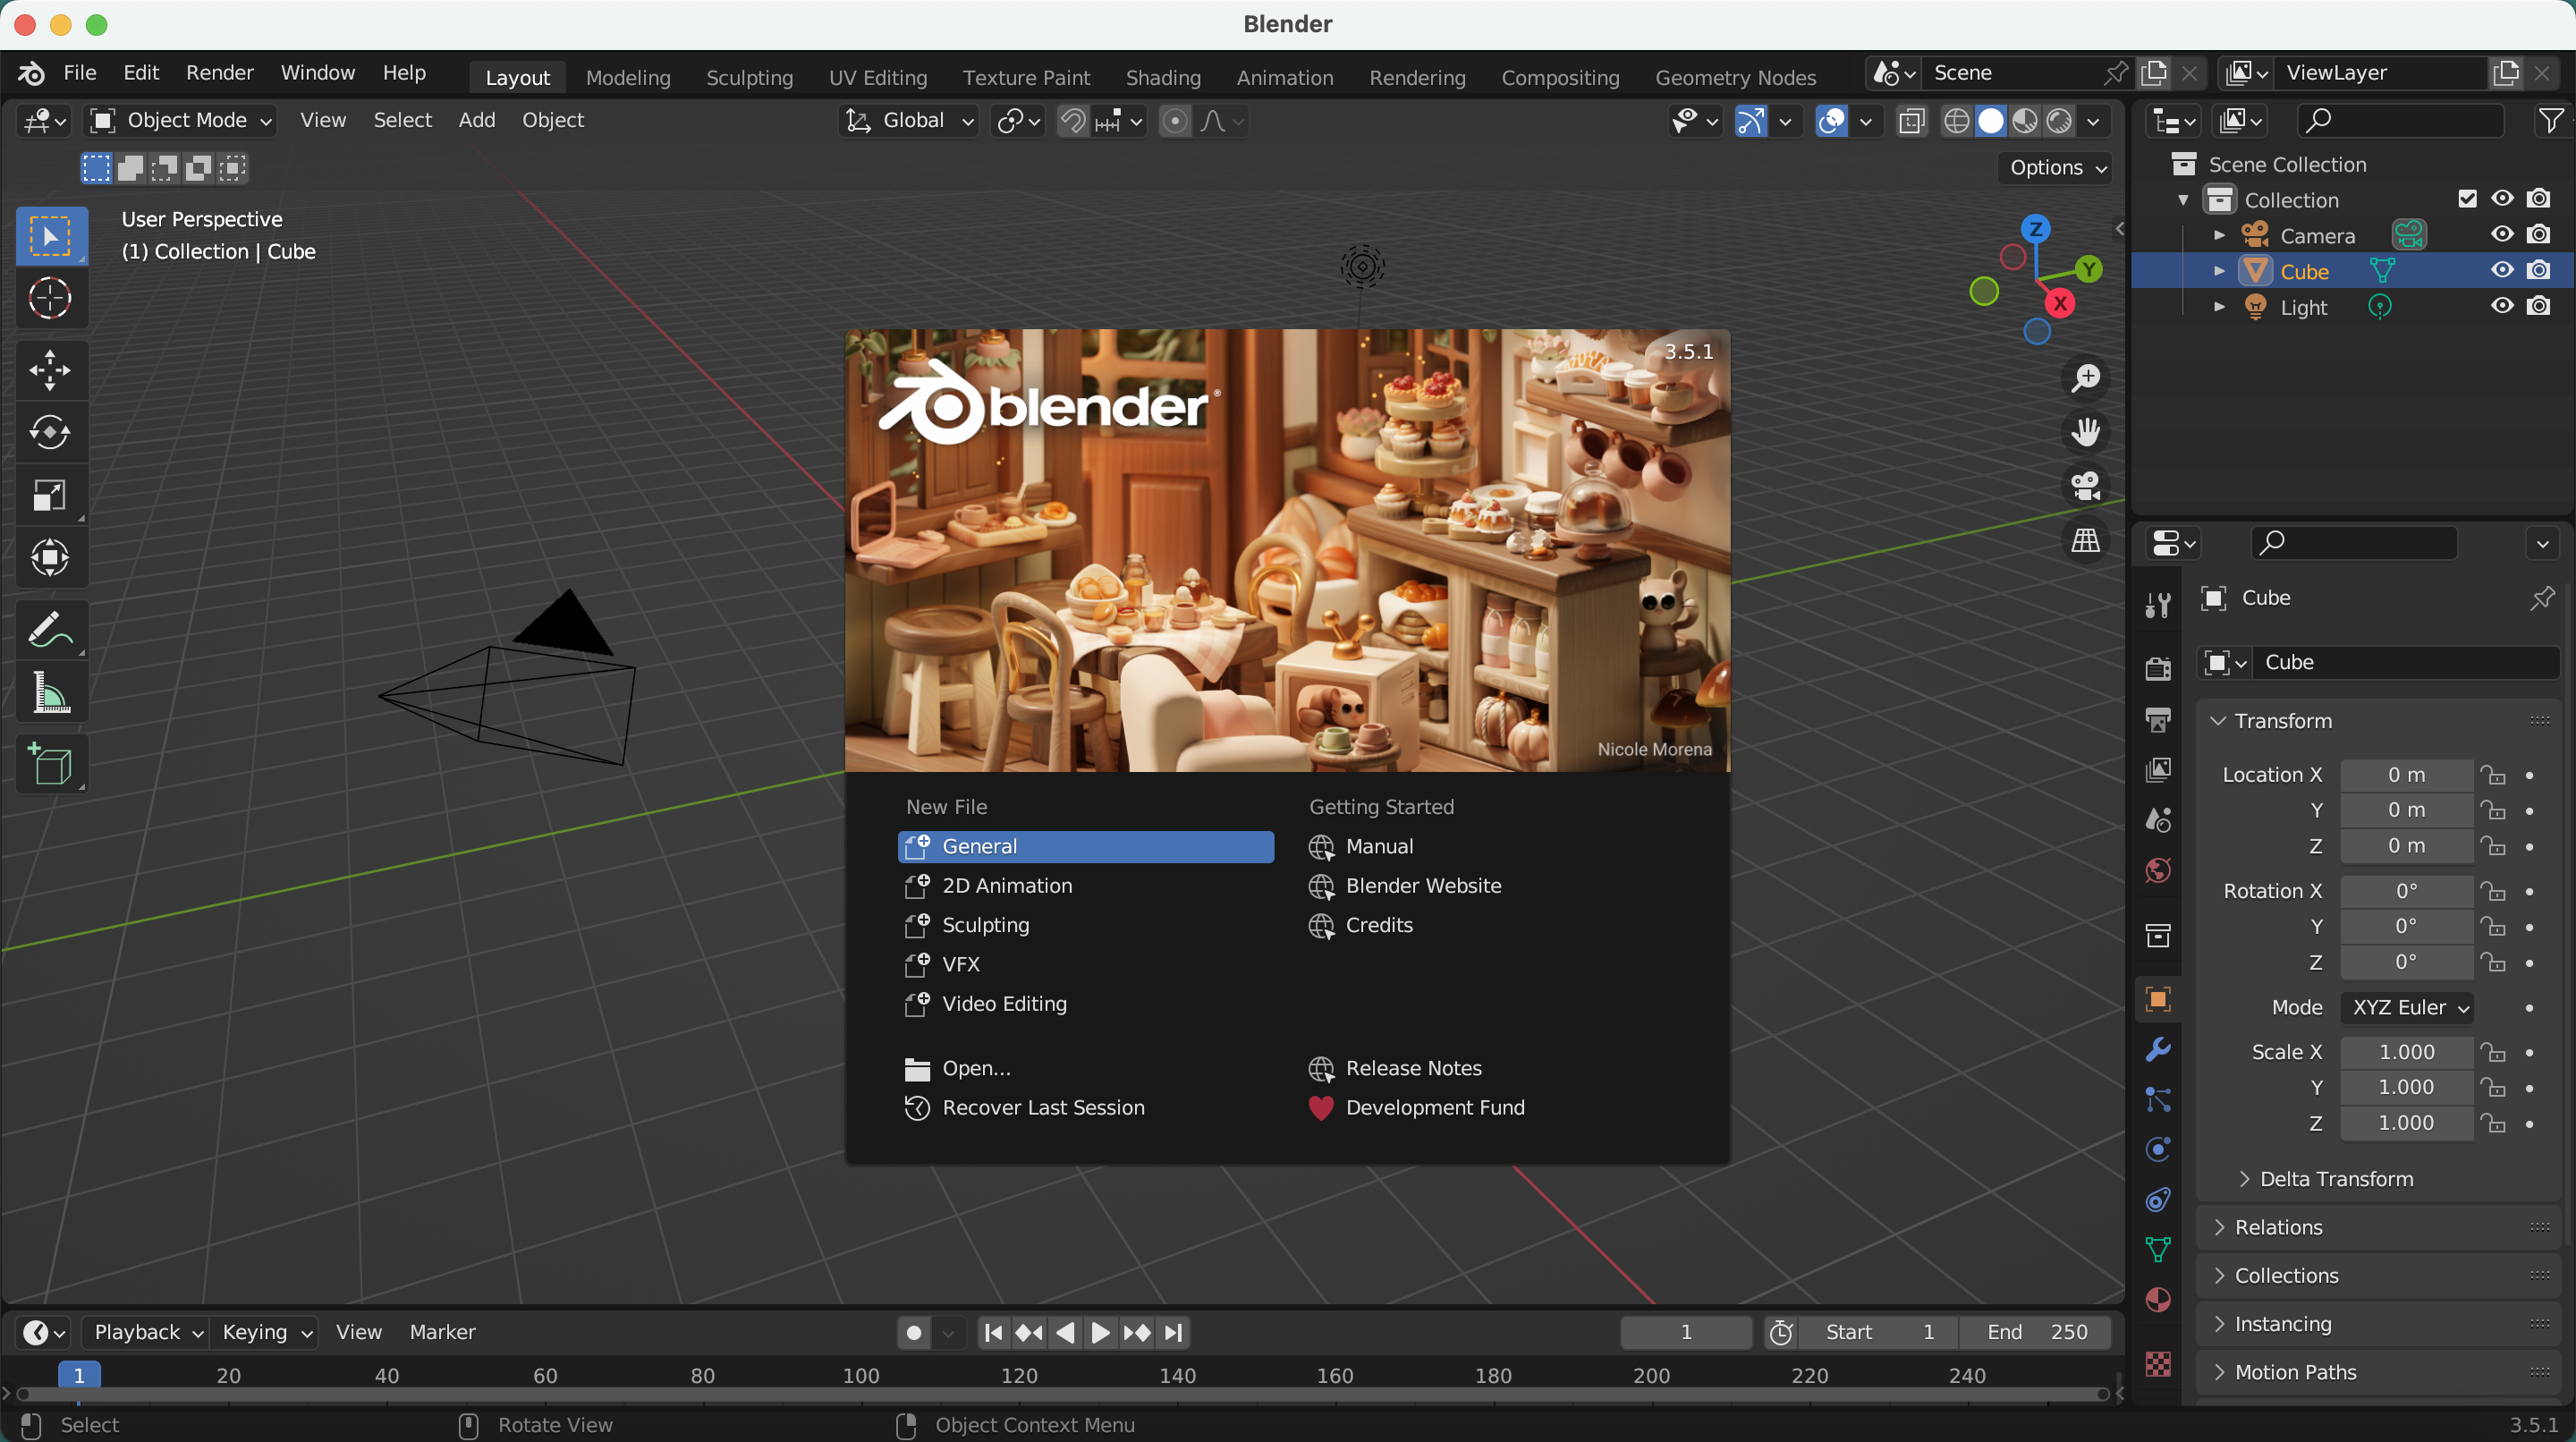 Blender
File Edit Render Window Help Layout Modeling Sculpting UV Editing Texture Paint Shading Animation Rendering Compositing Geometry Nodes Scene ViewLayer
Object Mode View Select Add Object Global
Options
User Perspective
(1) Collection | Cube
Z
Y
X
Scene Collection
Collection
Camera
Cube
Light
3.5.1
blender
Nicole Morena
New File
General
2D Animation
Sculpting
VFX
Video Editing
Open...
Recover Last Session
Getting Started
Manual
Blender Website
Credits
Release Notes
Development Fund
Cube
Cube
Transform
Location X 0 m
Y 0 m
Z 0 m
Rotation X 0°
Y 0°
Z 0°
Mode XYZ Euler
Scale X 1.000
Y 1.000
Z 1.000
Delta Transform
Relations
Collections
Instancing
Motion Paths
Playback Keying View Marker 1 Start 1 End 250
1 20 40 60 80 100 120 140 160 180 200 220 240
Select Rotate View Object Context Menu 3.5.1